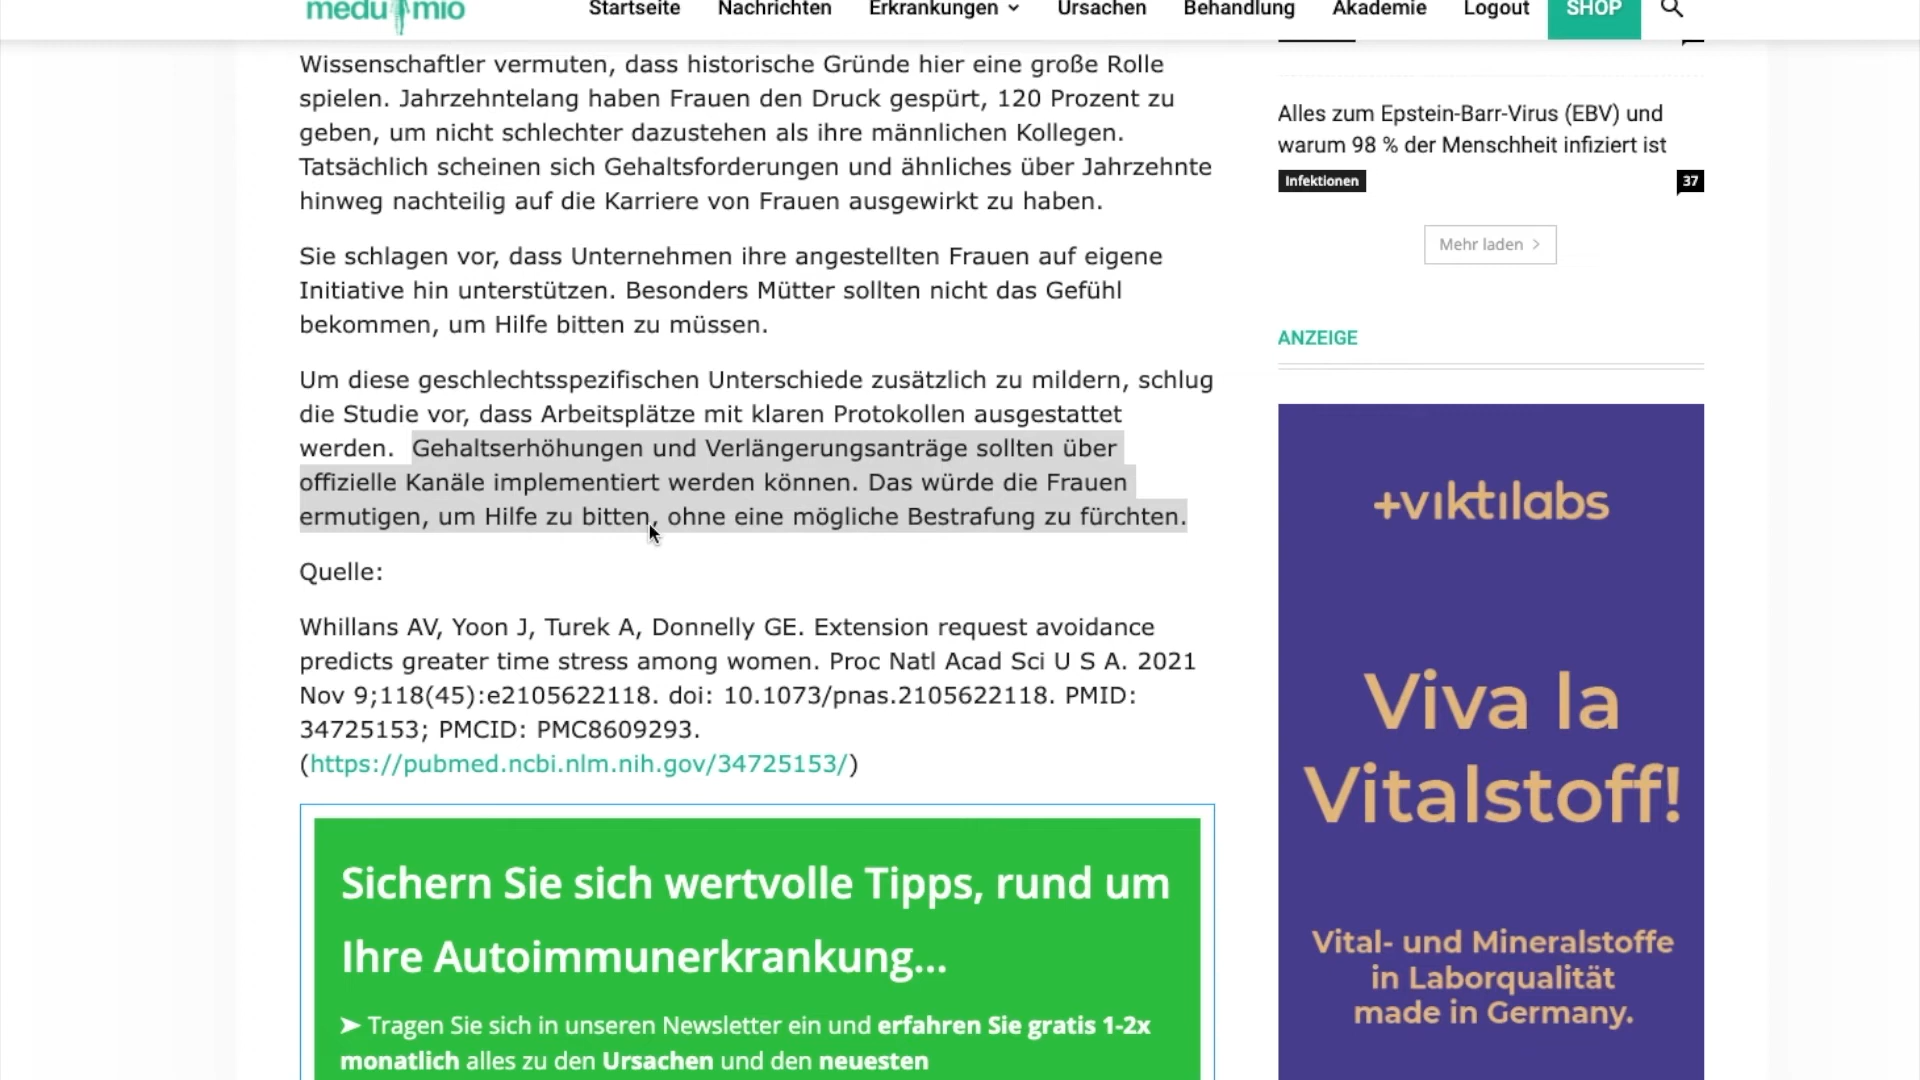 medumio
Startseite Nachrichten Erkrankungen Ursachen Behandlung Akademie Logout SHOP
Wissenschaftler vermuten, dass historische Gründe hier eine große Rolle
spielen. Jahrzehntelang haben Frauen den Druck gespürt, 120 Prozent zu
geben, um nicht schlechter dazustehen als ihre männlichen Kollegen.
Tatsächlich scheinen sich Gehaltsforderungen und ähnliches über Jahrzehnte
hinweg nachteilig auf die Karriere von Frauen ausgewirkt zu haben.
Sie schlagen vor, dass Unternehmen ihre angestellten Frauen auf eigene
Initiative hin unterstützen. Besonders Mütter sollten nicht das Gefühl
bekommen, um Hilfe bitten zu müssen.
Um diese geschlechtsspezifischen Unterschiede zusätzlich zu mildern, schlug
die Studie vor, dass Arbeitsplätze mit klaren Protokollen ausgestattet
werden. Gehaltserhöhungen und Verlängerungsanträge sollten über
offizielle Kanäle implementiert werden können. Das würde die Frauen
ermutigen, um Hilfe zu bitten, ohne eine mögliche Bestrafung zu fürchten.
Quelle:
Whillans AV, Yoon J, Turek A, Donnelly GE. Extension request avoidance
predicts greater time stress among women. Proc Natl Acad Sci U S A. 2021
Nov 9;118(45):e2105622118. doi: 10.1073/pnas.2105622118. PMID:
34725153; PMCID: PMC8609293.
(https://pubmed.ncbi.nlm.nih.gov/34725153/)
Sichern Sie sich wertvolle Tipps, rund um
Ihre Autoimmunerkrankung...
➤ Tragen Sie sich in unseren Newsletter ein und erfahren Sie gratis 1-2x
monatlich alles zu den Ursachen und den neuesten
Alles zum Epstein-Barr-Virus (EBV) und
warum 98 % der Menschheit infiziert ist
Infektionen 37
Mehr laden
ANZEIGE
+viktilabs
Viva la
Vitalstoff!
Vital- und Mineralstoffe
in Laborqualität
made in Germany.